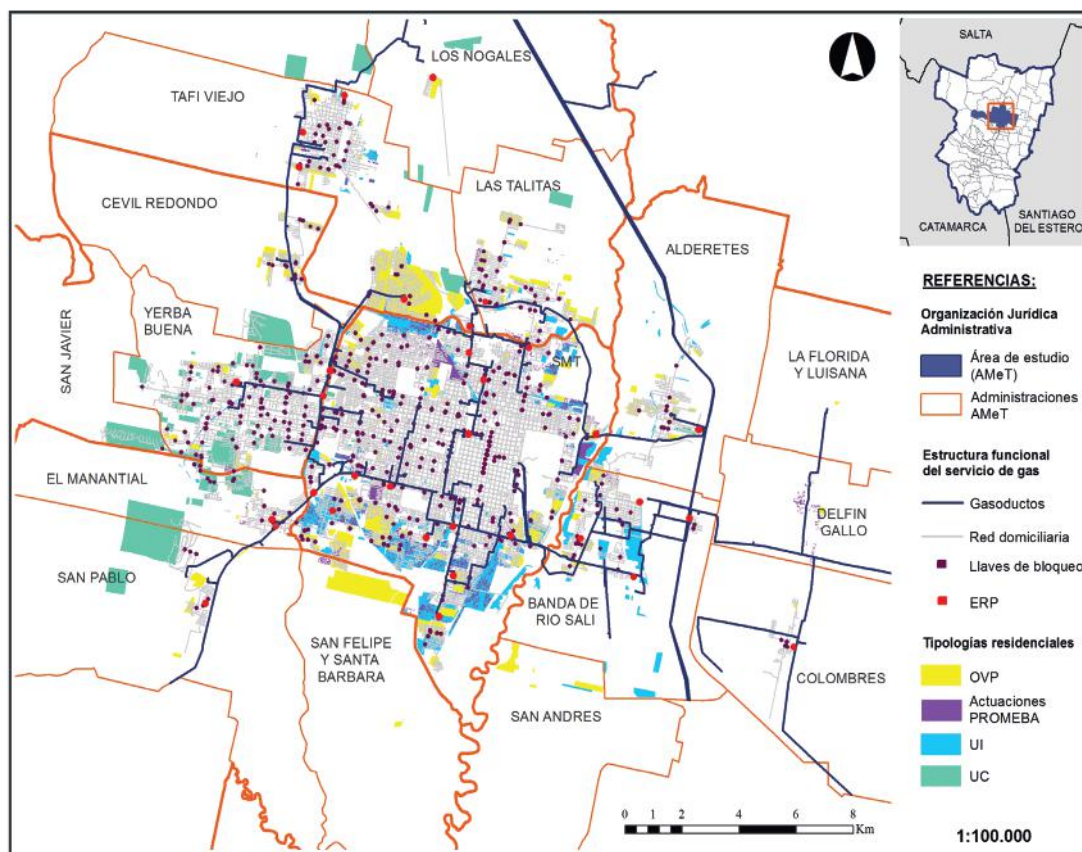 LOS NOGALES
TAFI VIEJO
CEVIL REDONDO
LAS TALITAS
ALDERETES
SAN JAVIER
YERBA
BUENA
SMT
LA FLORIDA
Y LUISANA
EL MANANTIAL
DELFIN
GALLO
SAN PABLO
BANDA DE
RIO SALI
SAN FELIPE
Y SANTA
BARBARA
COLOMBRES
SAN ANDRES
0 1 2 4 6 8
Km
SALTA
CATAMARCA
SANTIAGO
DEL ESTERO
REFERENCIAS:
Organización Jurídica
Administrativa
Área de estudio
(AMeT)
Administraciones
AMeT
Estructura funcional
del servicio de gas
Gasoductos
Red domiciliaria
Llaves de bloqueo
ERP
Tipologías residenciales
OVP
Actuaciones
PROMEBA
UI
UC
1:100.000